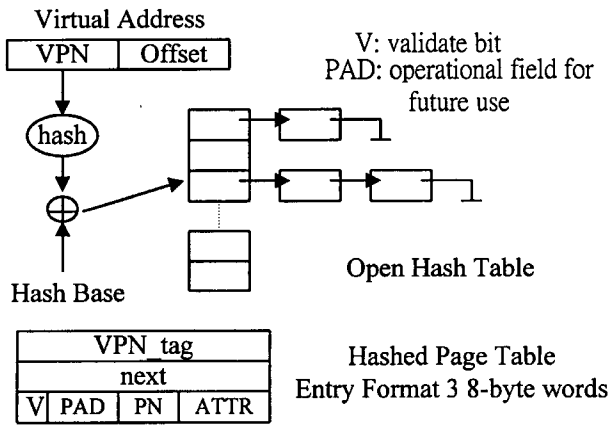 Virtual Address
VPN Offset
V: validate bit
PAD: operational field for
future use
hash
Hash Base
Open Hash Table
VPN_tag
next
V PAD PN ATTR
Hashed Page Table
Entry Format 3 8-byte words